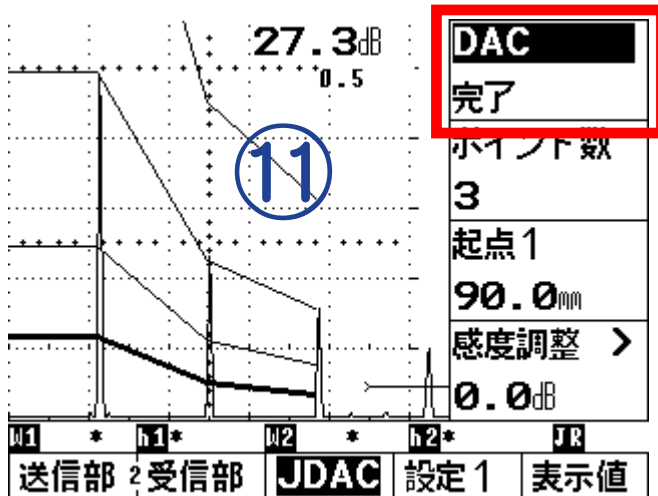 27.3dB
0.5
⑪
DAC
完了
ポイント数
3
起点1
90.0mm
感度調整 >
0.0dB
W1 * h1* W2 * h2* JR
送信部 2 受信部 JDAC 設定1 表示値